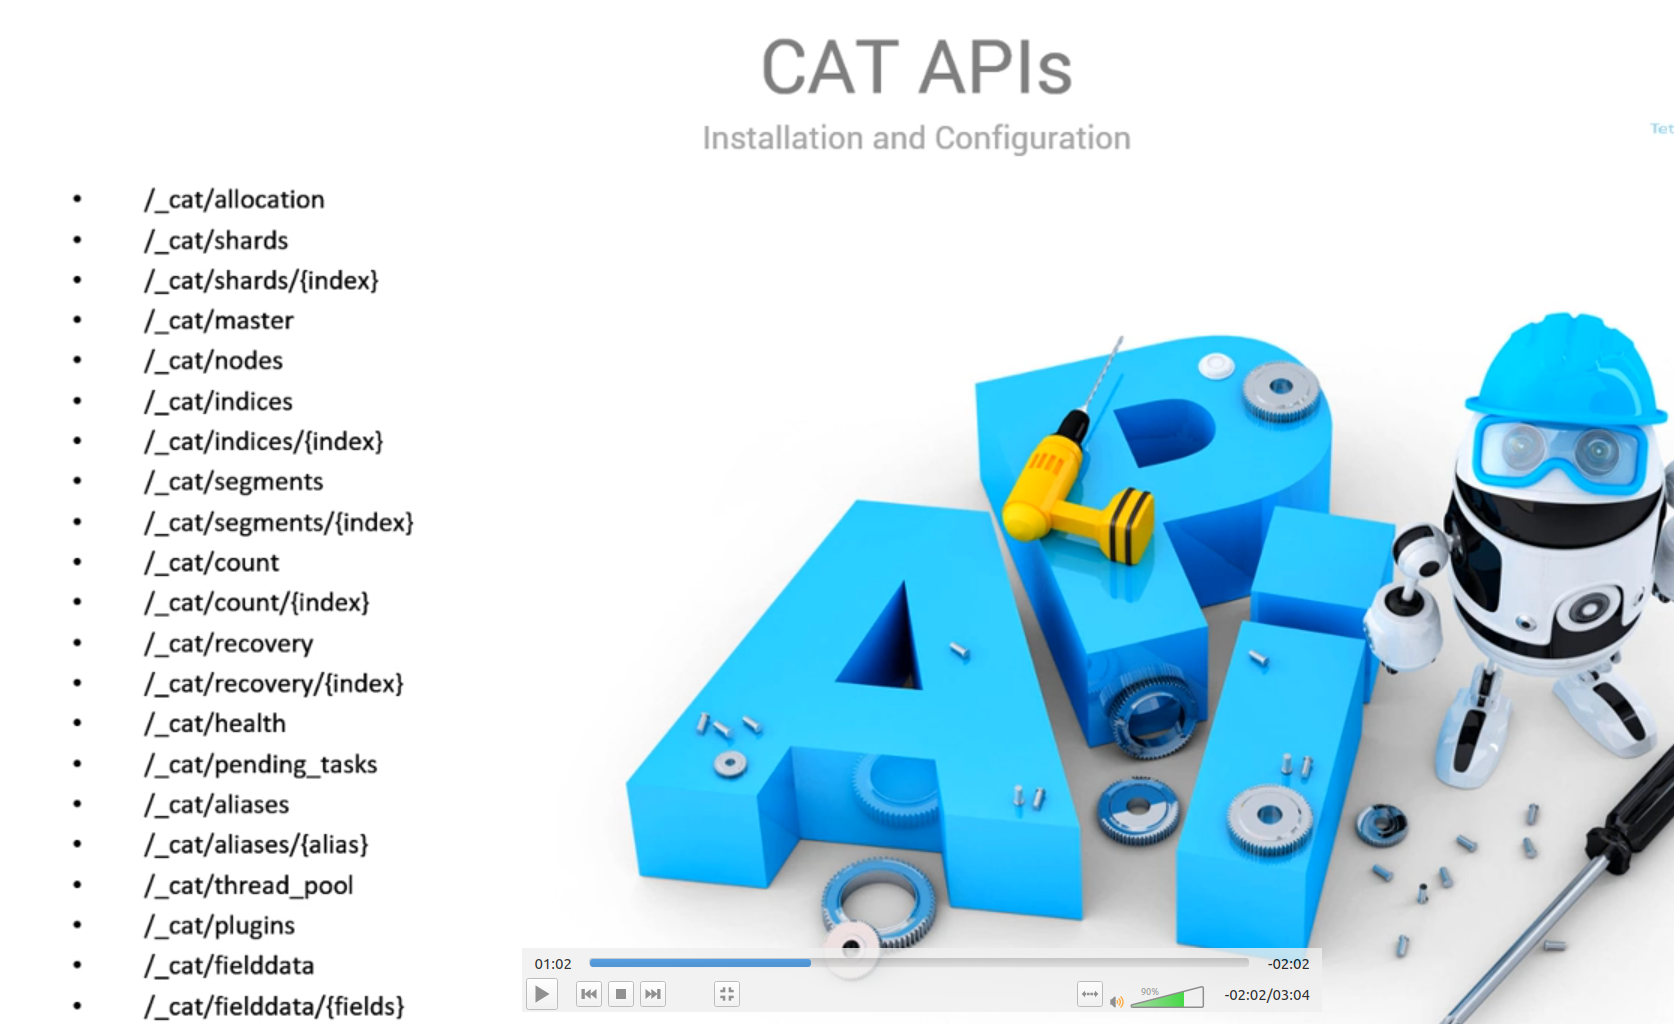 CAT APIs
Installation and Configuration
• /_cat/allocation
• /_cat/shards
• /_cat/shards/{index}
• /_cat/master
• /_cat/nodes
• /_cat/indices
• /_cat/indices/{index}
• /_cat/segments
• /_cat/segments/{index}
• /_cat/count
• /_cat/count/{index}
• /_cat/recovery
• /_cat/recovery/{index}
• /_cat/health
• /_cat/pending_tasks
• /_cat/aliases
• /_cat/aliases/{alias}
• /_cat/thread_pool
• /_cat/plugins
• /_cat/fielddata
• /_cat/fielddata/{fields}
API
01:02
-02:02
90%
-02:02/03:04